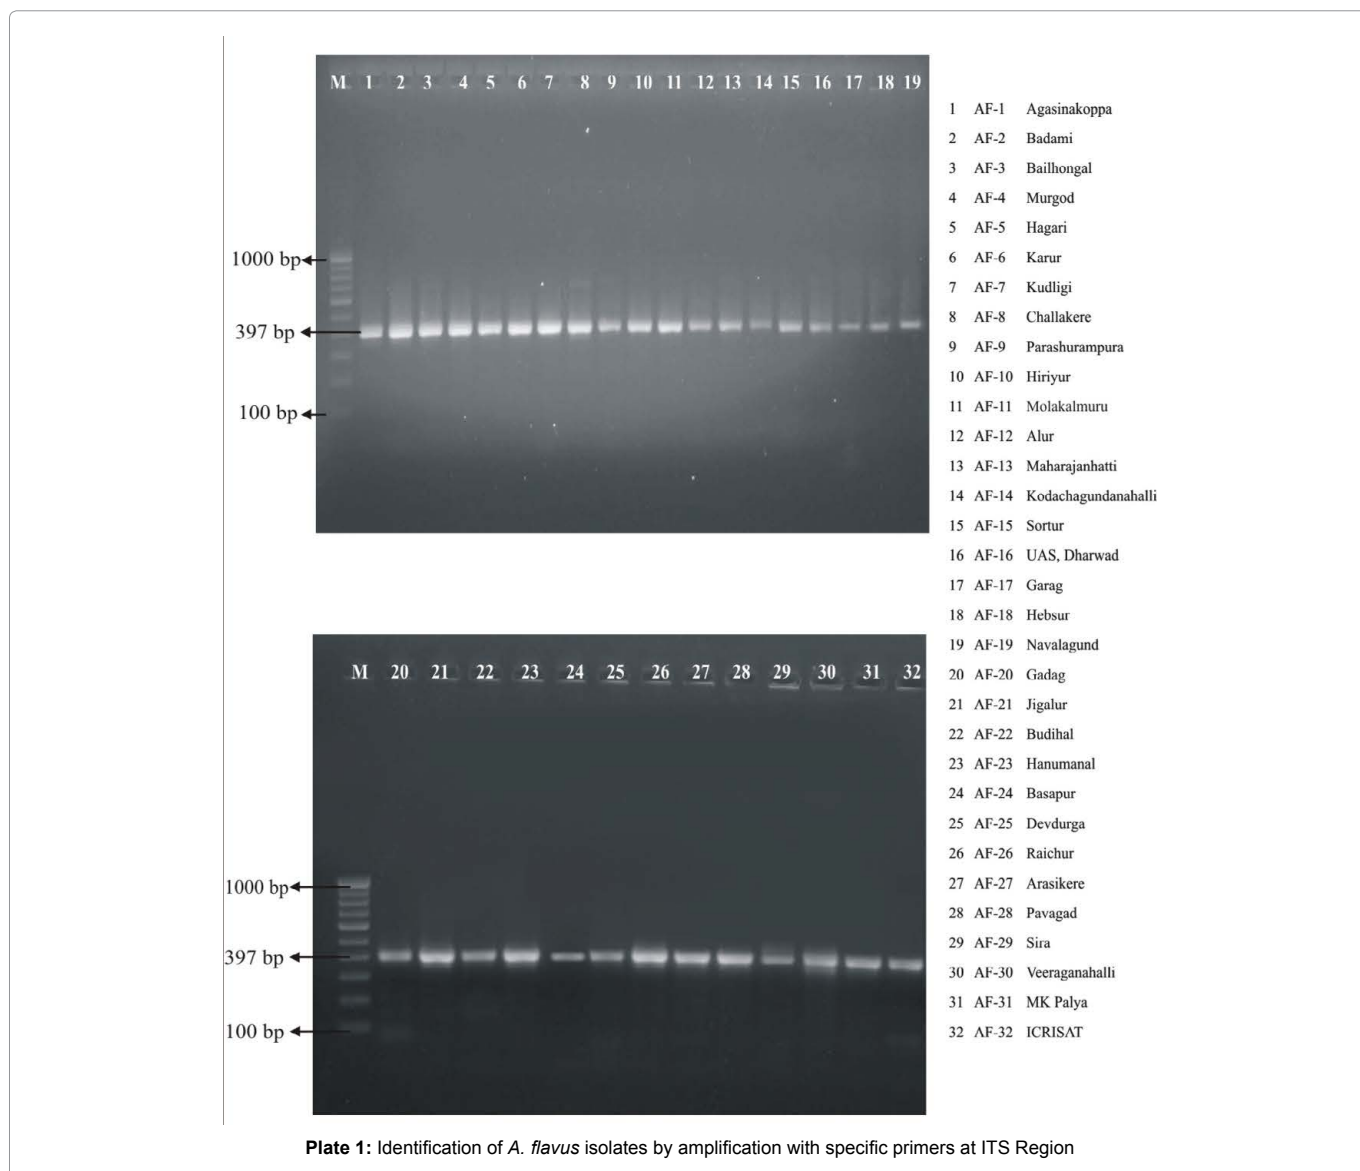 M 1 2 3 4 5 6 7 8 9 10 11 12 13 14 15 16 17 18 19
1000 bp
397 bp
100 bp
M 20 21 22 23 24 25 26 27 28 29 30 31 32
1000 bp
397 bp
100 bp
1 AF-1 Agasinakoppa
2 AF-2 Badami
3 AF-3 Bailhongal
4 AF-4 Murgod
5 AF-5 Hagari
6 AF-6 Karur
7 AF-7 Kudligi
8 AF-8 Challakere
9 AF-9 Parashurampura
10 AF-10 Hiriyur
11 AF-11 Molakalmuru
12 AF-12 Alur
13 AF-13 Maharajanhatti
14 AF-14 Kodachagundanahalli
15 AF-15 Sortur
16 AF-16 UAS, Dharwad
17 AF-17 Garag
18 AF-18 Hebsur
19 AF-19 Navalagund
20 AF-20 Gadag
21 AF-21 Jigalur
22 AF-22 Budihal
23 AF-23 Hanumanal
24 AF-24 Basapur
25 AF-25 Devdurga
26 AF-26 Raichur
27 AF-27 Arasikere
28 AF-28 Pavagad
29 AF-29 Sira
30 AF-30 Veeraganahalli
31 AF-31 MK Palya
32 AF-32 ICRISAT
Plate 1: Identification of A. flavus isolates by amplification with specific primers at ITS Region